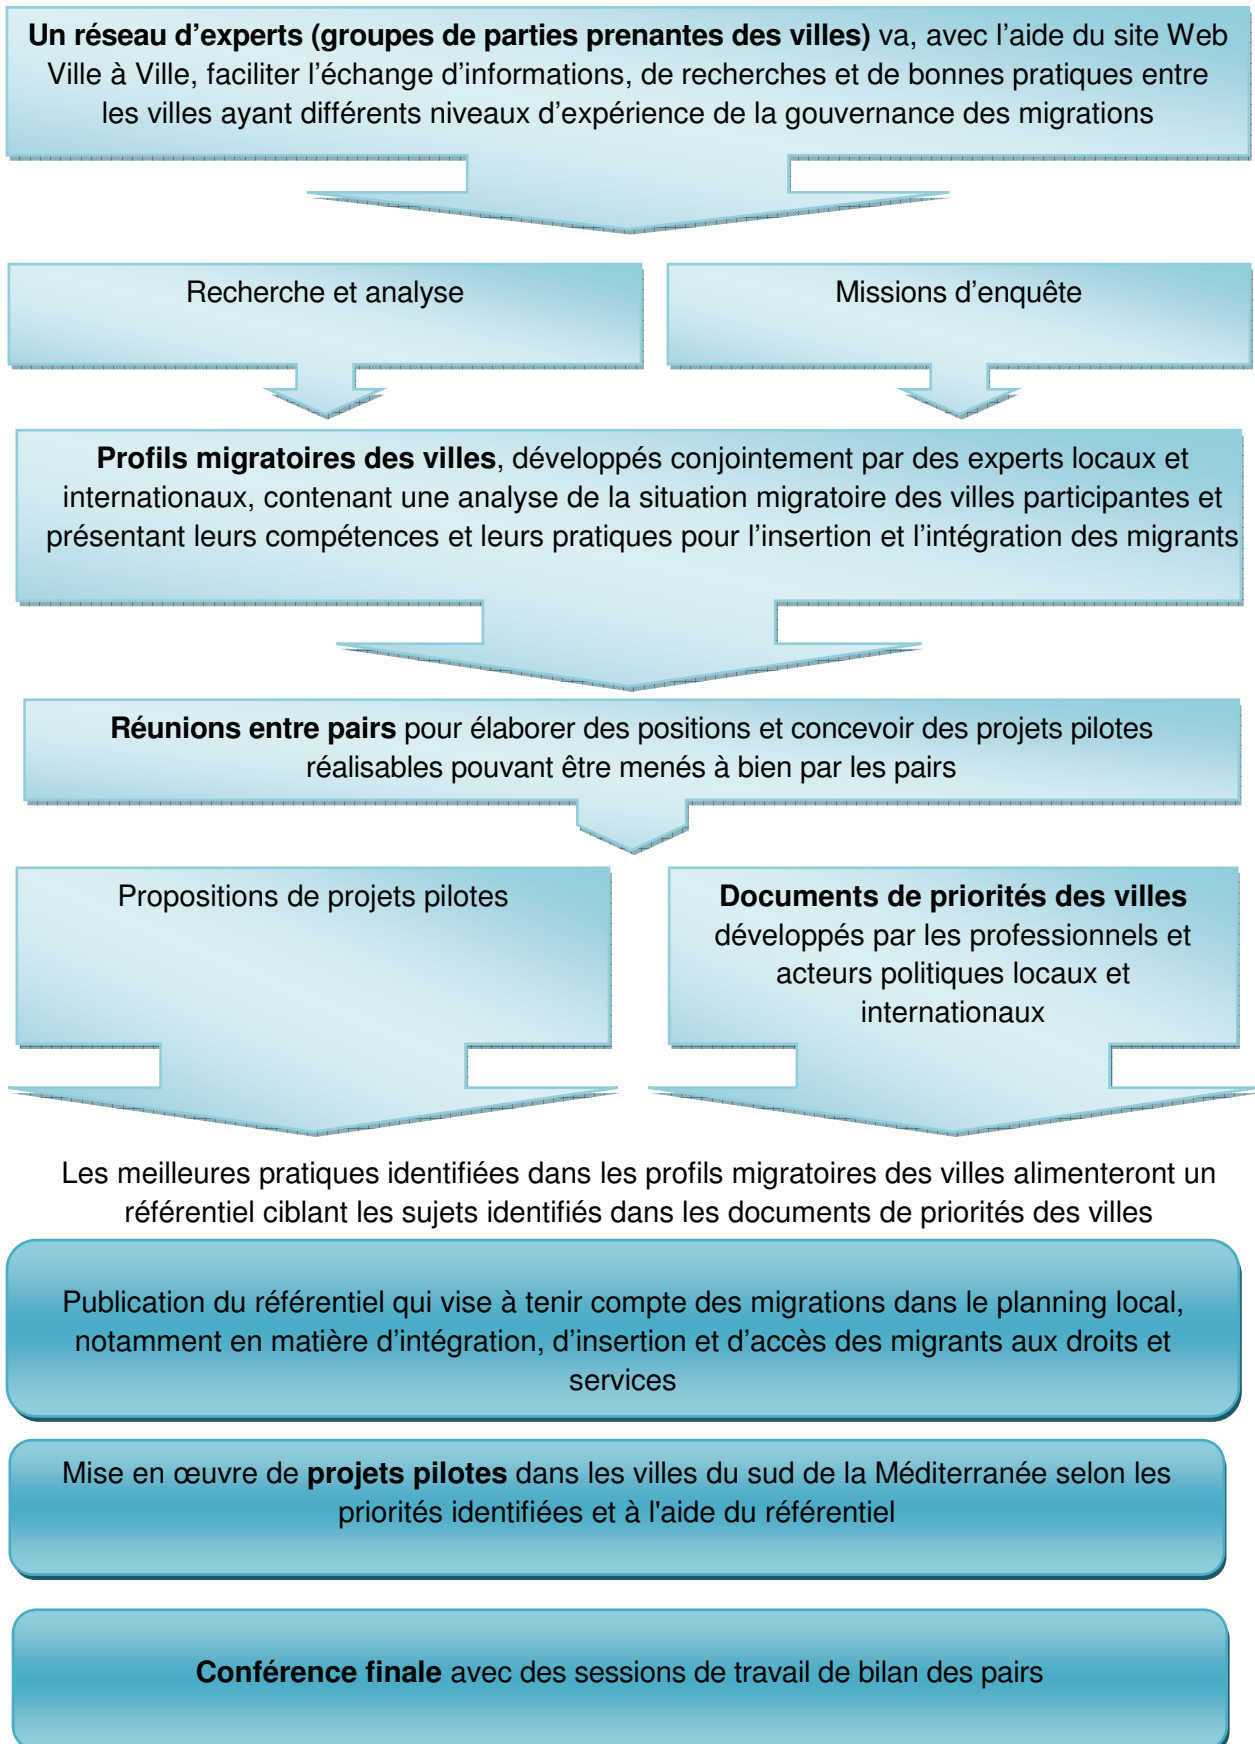 Un réseau d'experts (groupes de parties prenantes des villes) va, avec l'aide du site Web
Ville à Ville, faciliter l'échange d'informations, de recherches et de bonnes pratiques entre
les villes ayant différents niveaux d'expérience de la gouvernance des migrations
Recherche et analyse
Missions d'enquête
Profils migratoires des villes, développés conjointement par des experts locaux et
internationaux, contenant une analyse de la situation migratoire des villes participantes et
présentant leurs compétences et leurs pratiques pour l'insertion et l'intégration des migrants
Réunions entre pairs pour élaborer des positions et concevoir des projets pilotes
réalisables pouvant être menés à bien par les pairs
Propositions de projets pilotes
Documents de priorités des villes
développés par les professionnels et
acteurs politiques locaux et
internationaux
Les meilleures pratiques identifiées dans les profils migratoires des villes alimenteront un
référentiel ciblant les sujets identifiés dans les documents de priorités des villes
Publication du référentiel qui vise à tenir compte des migrations dans le planning local,
notamment en matière d'intégration, d'insertion et d'accès des migrants aux droits et
services
Mise en œuvre de projets pilotes dans les villes du sud de la Méditerranée selon les
priorités identifiées et à l'aide du référentiel
Conférence finale avec des sessions de travail de bilan des pairs